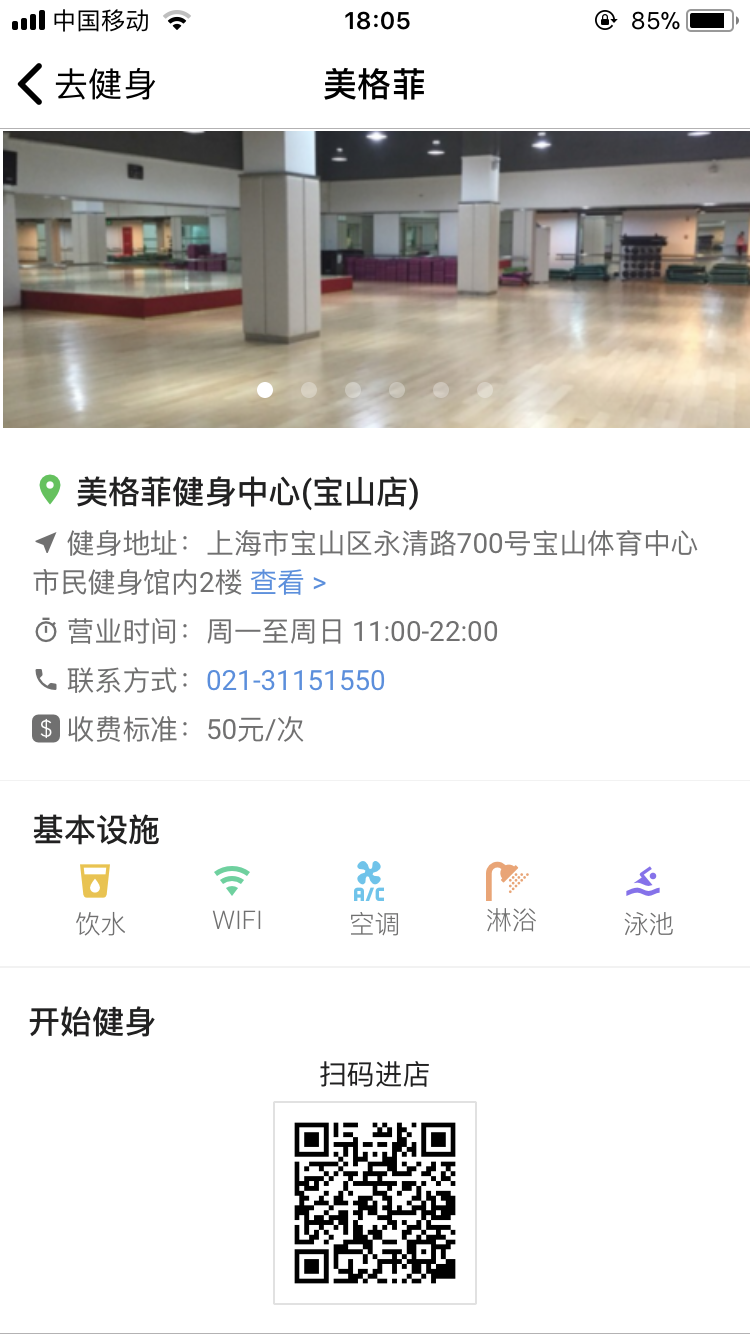 中国移动 18:05 85%
去健身 美格菲
美格菲健身中心(宝山店)
健身地址：上海市宝山区永清路700号宝山体育中心
市民健身馆内2楼 查看 >
营业时间：周一至周日 11:00-22:00
联系方式：021-31151550
$ 收费标准：50元/次
基本设施
A/C
饮水 WIFI 空调 淋浴 泳池
开始健身
扫码进店